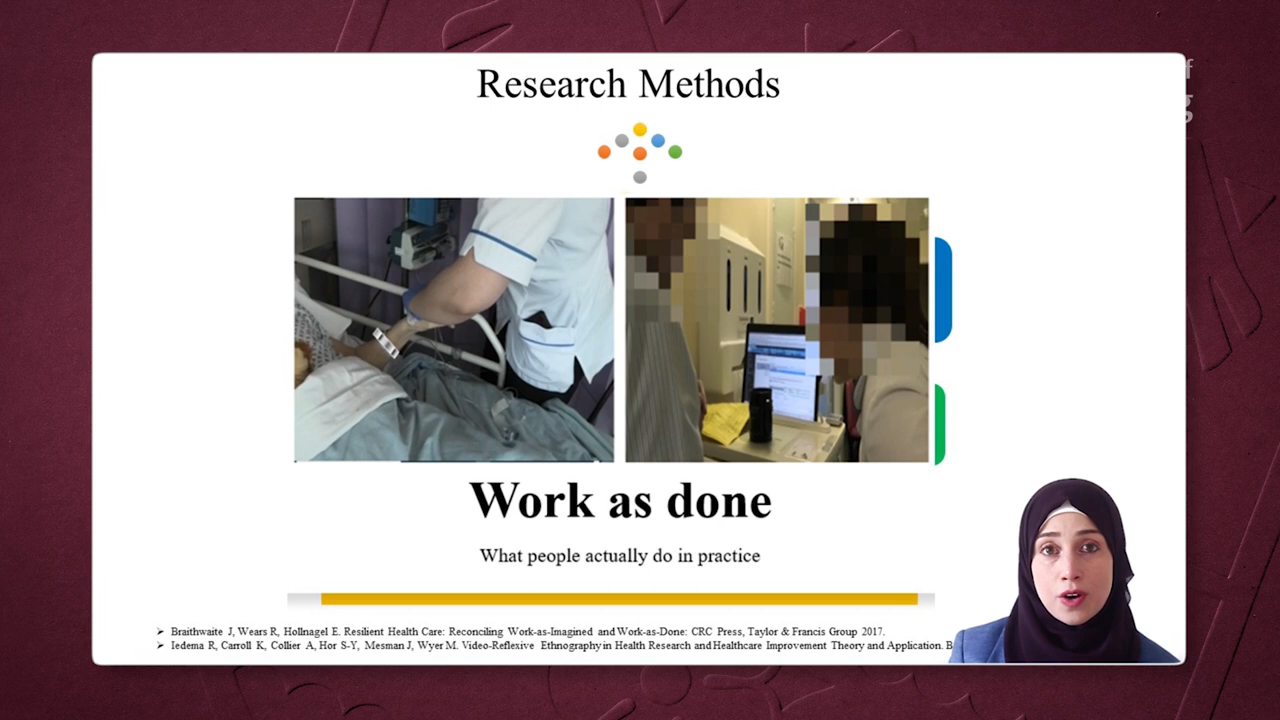 Research Methods
Work as done
What people actually do in practice
➢ Braithwaite J, Wears R, Hollnagel E. Resilient Health Care: Reconciling Work-as-Imagined and Work-as-Done: CRC Press, Taylor & Francis Group 2017.
➢ Iedema R, Carroll K, Collier A, Hor S-Y, Mesman J, Wyer M. Video-Reflexive Ethnography in Health Research and Healthcare Improvement Theory and Application. B